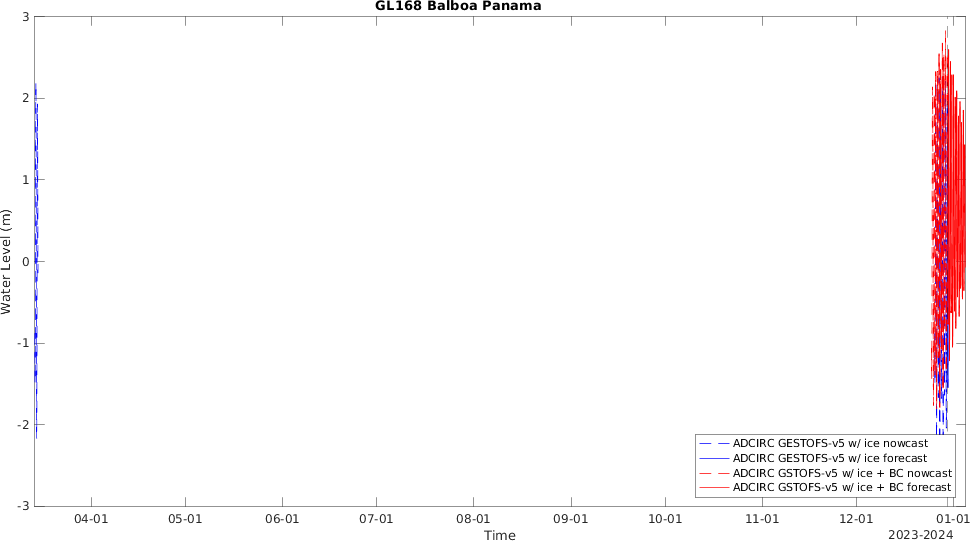 GL168 Balboa Panama
3
2
1
0
-1
-2
-3
Water Level (m)
ADCIRC GESTOFS-v5 w/ ice nowcast
ADCIRC GESTOFS-v5 w/ ice forecast
ADCIRC GSTOFS-v5 w/ ice + BC nowcast
ADCIRC GSTOFS-v5 w/ ice + BC forecast
04-01 05-01 06-01 07-01 08-01 09-01 10-01 11-01 12-01 01-01
Time
2023-2024